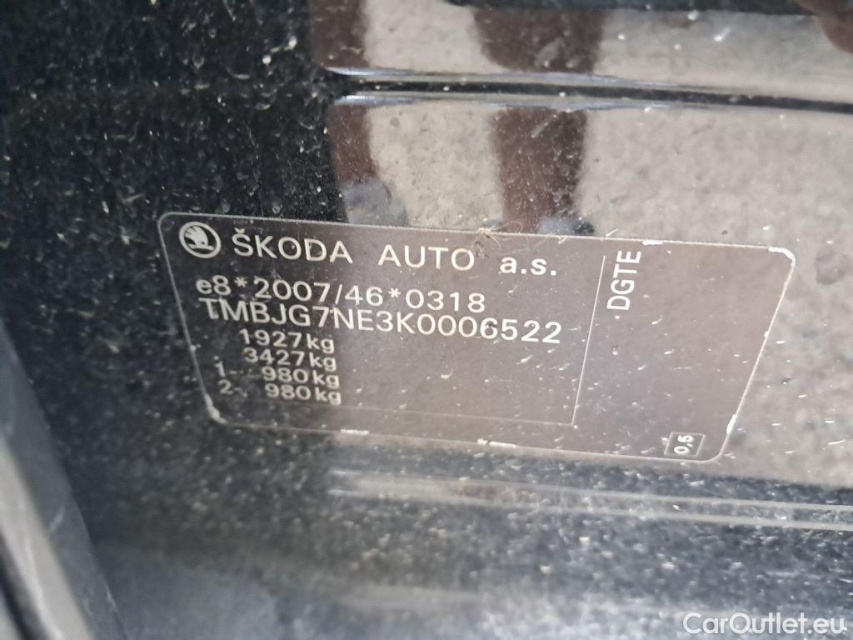 ŠKODA AUTO a.s.
e8*2007/46*0318
TMBJG7NE3K0006522
1927kg
3427kg
1- 980kg
2- 980kg
DGTE
0,5
CarOutlet.eu